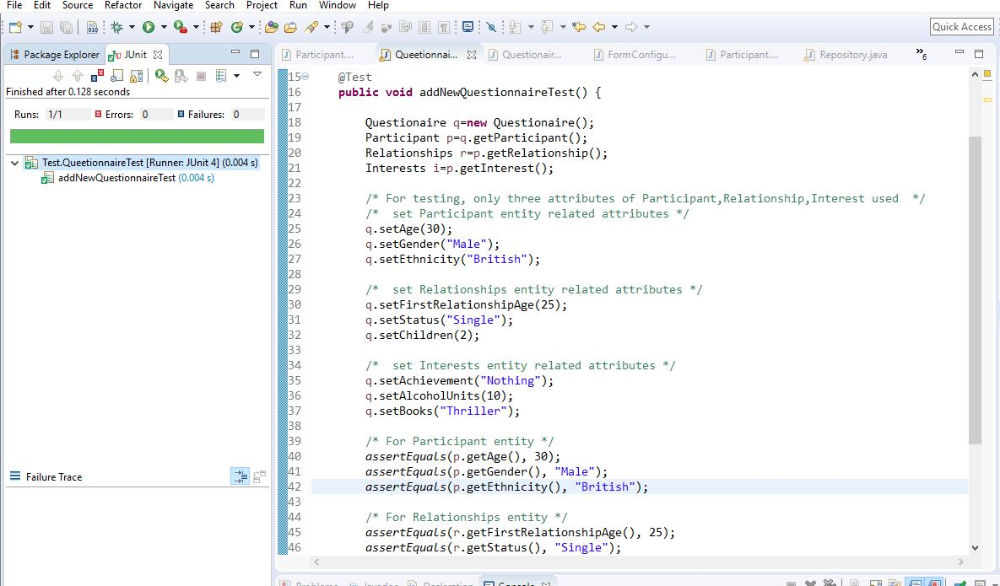 File Edit Source Refactor Navigate Search Project Run Window Help
Quick Access
Package Explorer JUnit
Participant.... Queetionnai... Questionair... FormConfigu... Participant.... Repository.java 6
Finished after 0.128 seconds
Runs: 1/1 Errors: 0 Failures: 0
Test.QueetionnaireTest [Runner: JUnit 4] (0.004 s)
addNewQuestionnaireTest (0.004 s)
Failure Trace
15 @Test
16 public void addNewQuestionnaireTest() {
17
18 Questionaire q=new Questionaire();
19 Participant p=q.getParticipant();
20 Relationships r=p.getRelationship();
21 Interests i=p.getInterest();
22
23 /* For testing, only three attributes of Participant,Relationship,Interest used */
24 /* set Participant entity related attributes */
25 q.setAge(30);
26 q.setGender("Male");
27 q.setEthnicity("British");
28
29 /* set Relationships entity related attributes */
30 q.setFirstRelationshipAge(25);
31 q.setStatus("Single");
32 q.setChildren(2);
33
34 /* set Interests entity related attributes */
35 q.setAchievement("Nothing");
36 q.setAlcoholUnits(10);
37 q.setBooks("Thriller");
38
39 /* For Participant entity */
40 assertEquals(p.getAge(), 30);
41 assertEquals(p.getGender(), "Male");
42 assertEquals(p.getEthnicity(), "British");
43
44 /* For Relationships entity */
45 assertEquals(r.getFirstRelationshipAge(), 25);
46 assertEquals(r.getStatus(), "Single");
Problems Javadoc Declaration Console